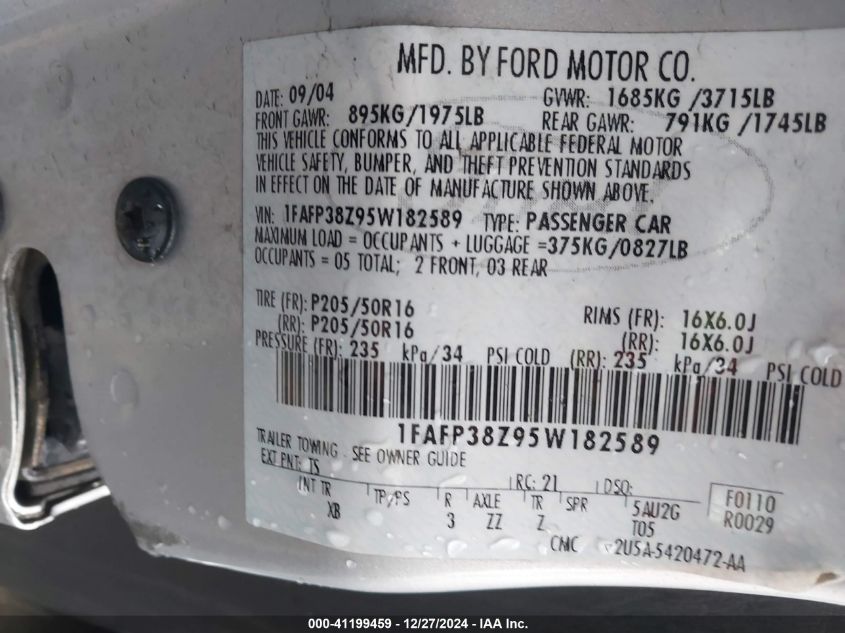 MFD. BY FORD MOTOR CO.
DATE: 09/04 GVWR: 1685KG /3715LB
FRONT GAWR: 895KG/1975LB REAR GAWR: 791KG /1745LB
THIS VEHICLE CONFORMS TO ALL APPLICABLE FEDERAL MOTOR
VEHICLE SAFETY, BUMPER, AND THEFT PREVENTION STANDARDS
IN EFFECT ON THE DATE OF MANUFACTURE SHOWN ABOVE.
VIN: 1FAFP38Z95W182589 TYPE: PASSENGER CAR
MAXIMUM LOAD = OCCUPANTS + LUGGAGE =375KG/0827LB
OCCUPANTS = 05 TOTAL; 2 FRONT, 03 REAR
TIRE (FR): P205/50R16 RIMS (FR): 16X6.0J
(RR): P205/50R16 (RR): 16X6.0J
PRESSURE (FR): 235 kPa/34 PSI COLD (RR): 235 kPa/34 PSI COLD
1FAFP38Z95W182589
TRAILER TOWING - SEE OWNER GUIDE
EXT PNT: TS RC: 21 DSO: F0110
INT TR TP/PS R AXLE TR SPR 5AU2G R0029
XB 3 ZZ Z T05
CMC 2U5A-5420472-AA
000-41199459 - 12/27/2024 - IAA Inc.